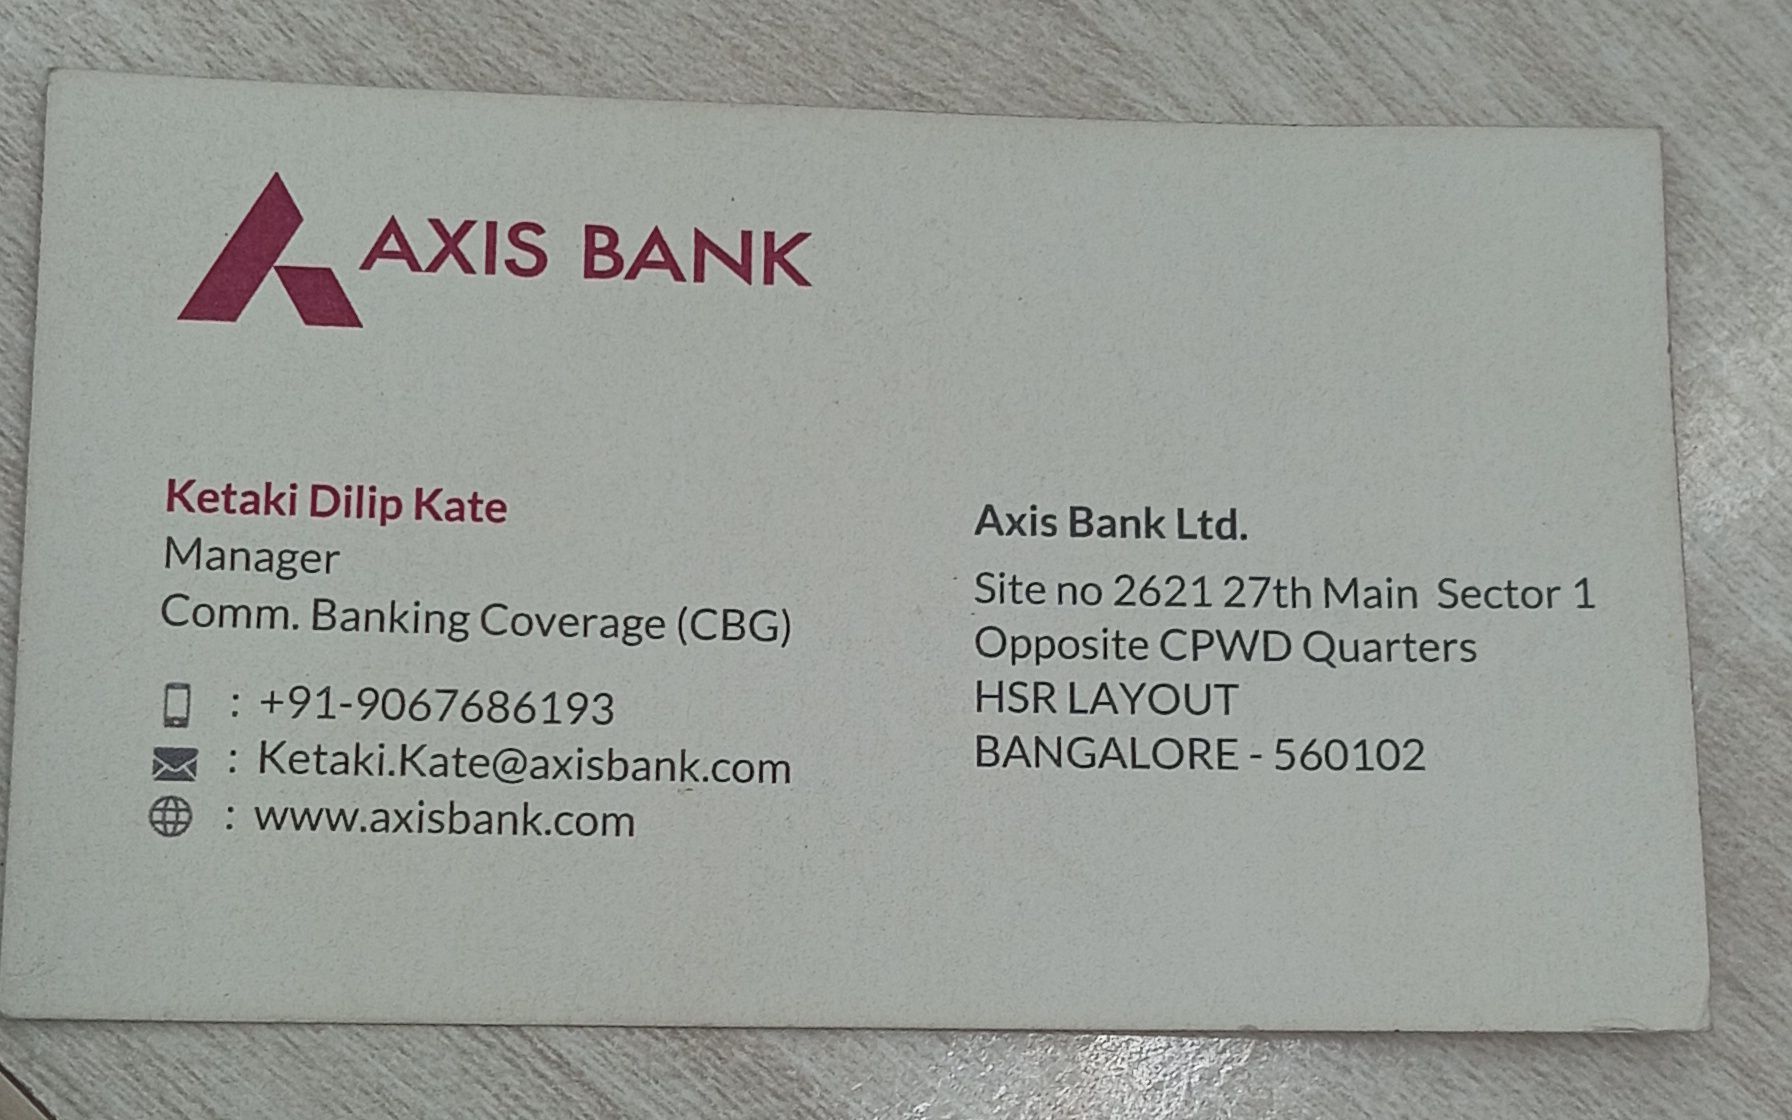 AXIS BANK
Ketaki Dilip Kate
Manager
Comm. Banking Coverage (CBG)
: +91-9067686193
: Ketaki.Kate@axisbank.com
: www.axisbank.com
Axis Bank Ltd.
Site no 2621 27th Main Sector 1
Opposite CPWD Quarters
HSR LAYOUT
BANGALORE - 560102